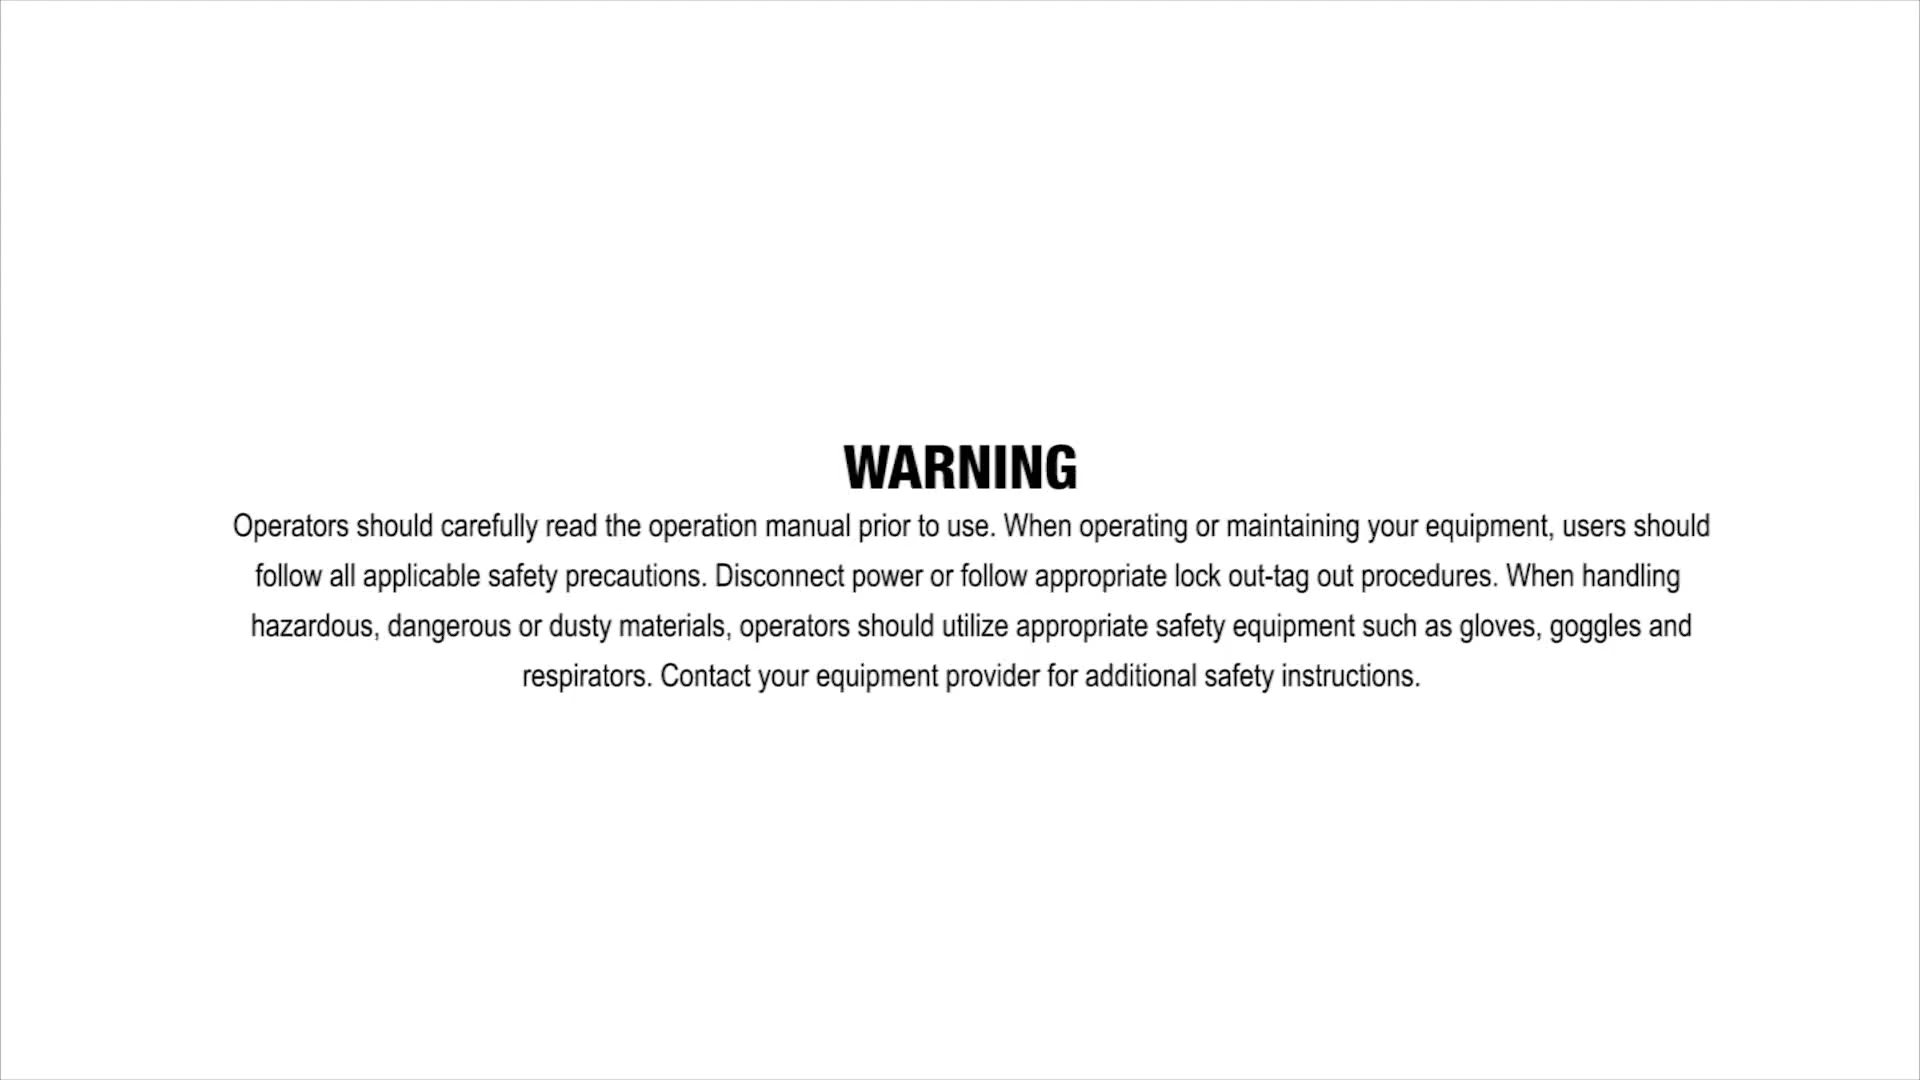 WARNING
Operators should carefully read the operation manual prior to use. When operating or maintaining your equipment, users should
follow all applicable safety precautions. Disconnect power or follow appropriate lock out-tag out procedures. When handling
hazardous, dangerous or dusty materials, operators should utilize appropriate safety equipment such as gloves, goggles and
respirators. Contact your equipment provider for additional safety instructions.